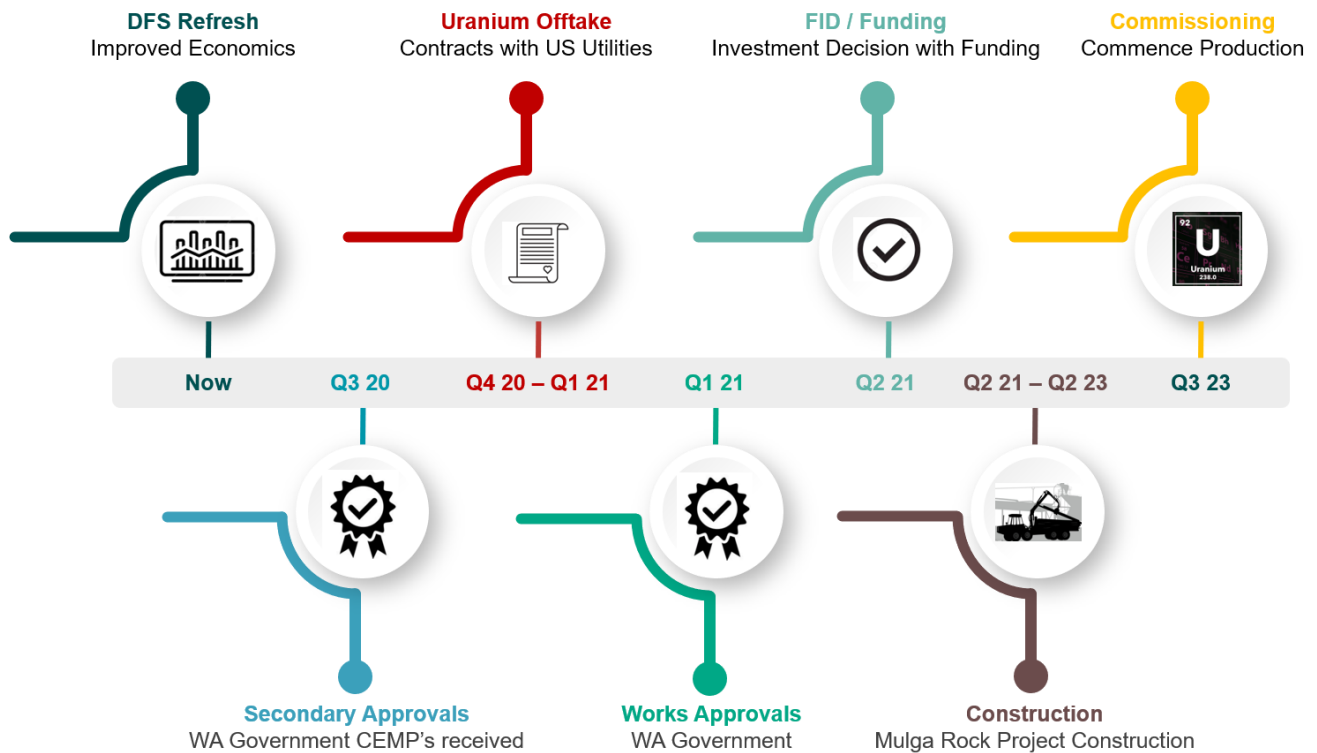 DFS Refresh
Improved Economics
Uranium Offtake
Contracts with US Utilities
FID / Funding
Investment Decision with Funding
Commissioning
Commence Production
92
U
Uranium
238.0
Now
Q3 20
Q4 20 – Q1 21
Q1 21
Q2 21
Q2 21 – Q2 23
Q3 23
Secondary Approvals
WA Government CEMP's received
Works Approvals
WA Government
Construction
Mulga Rock Project Construction